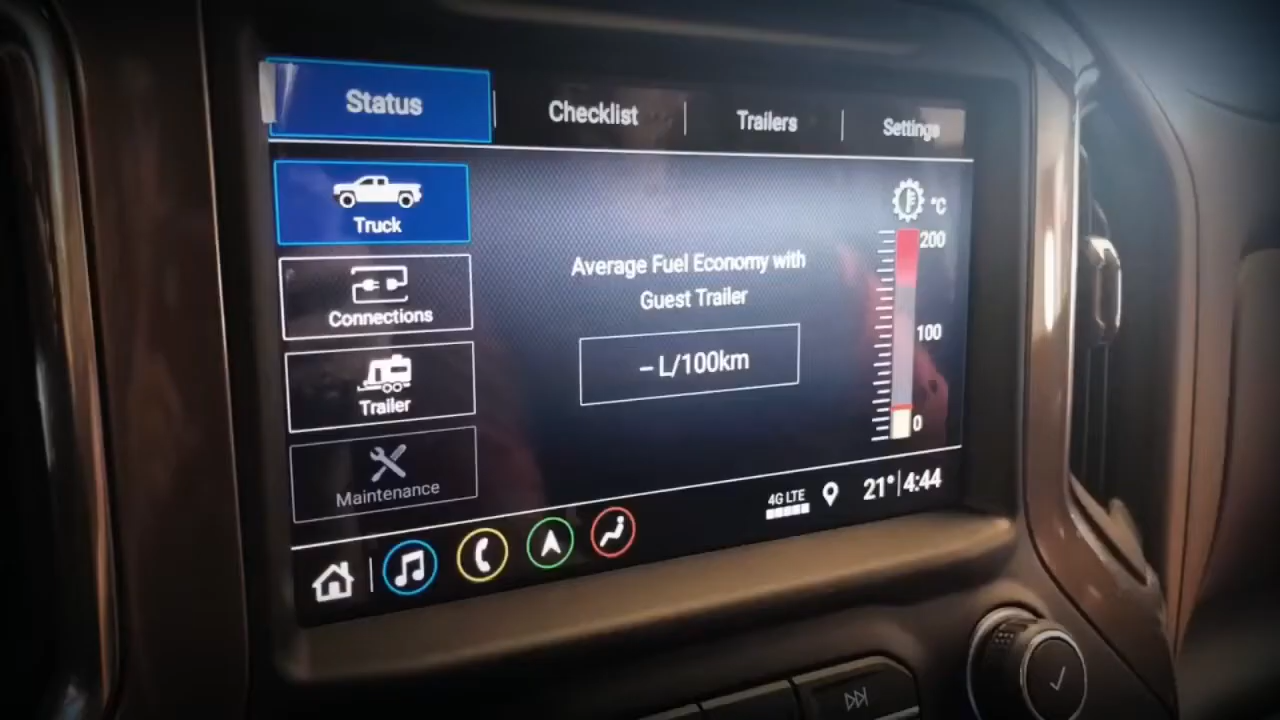 Status
Checklist
Trailers
Settings
Truck
Connections
Trailer
Maintenance
Average Fuel Economy with
Guest Trailer
– L/100km
°C
200
100
0
4G LTE
21° 4:44